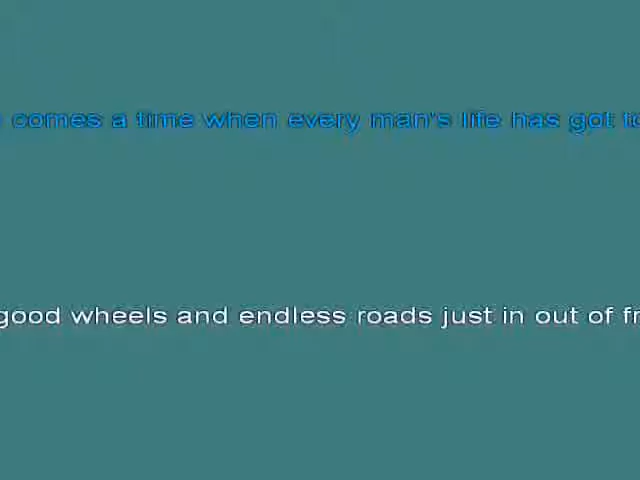 comes a time when every man's life has got to
good wheels and endless roads just in out of fr